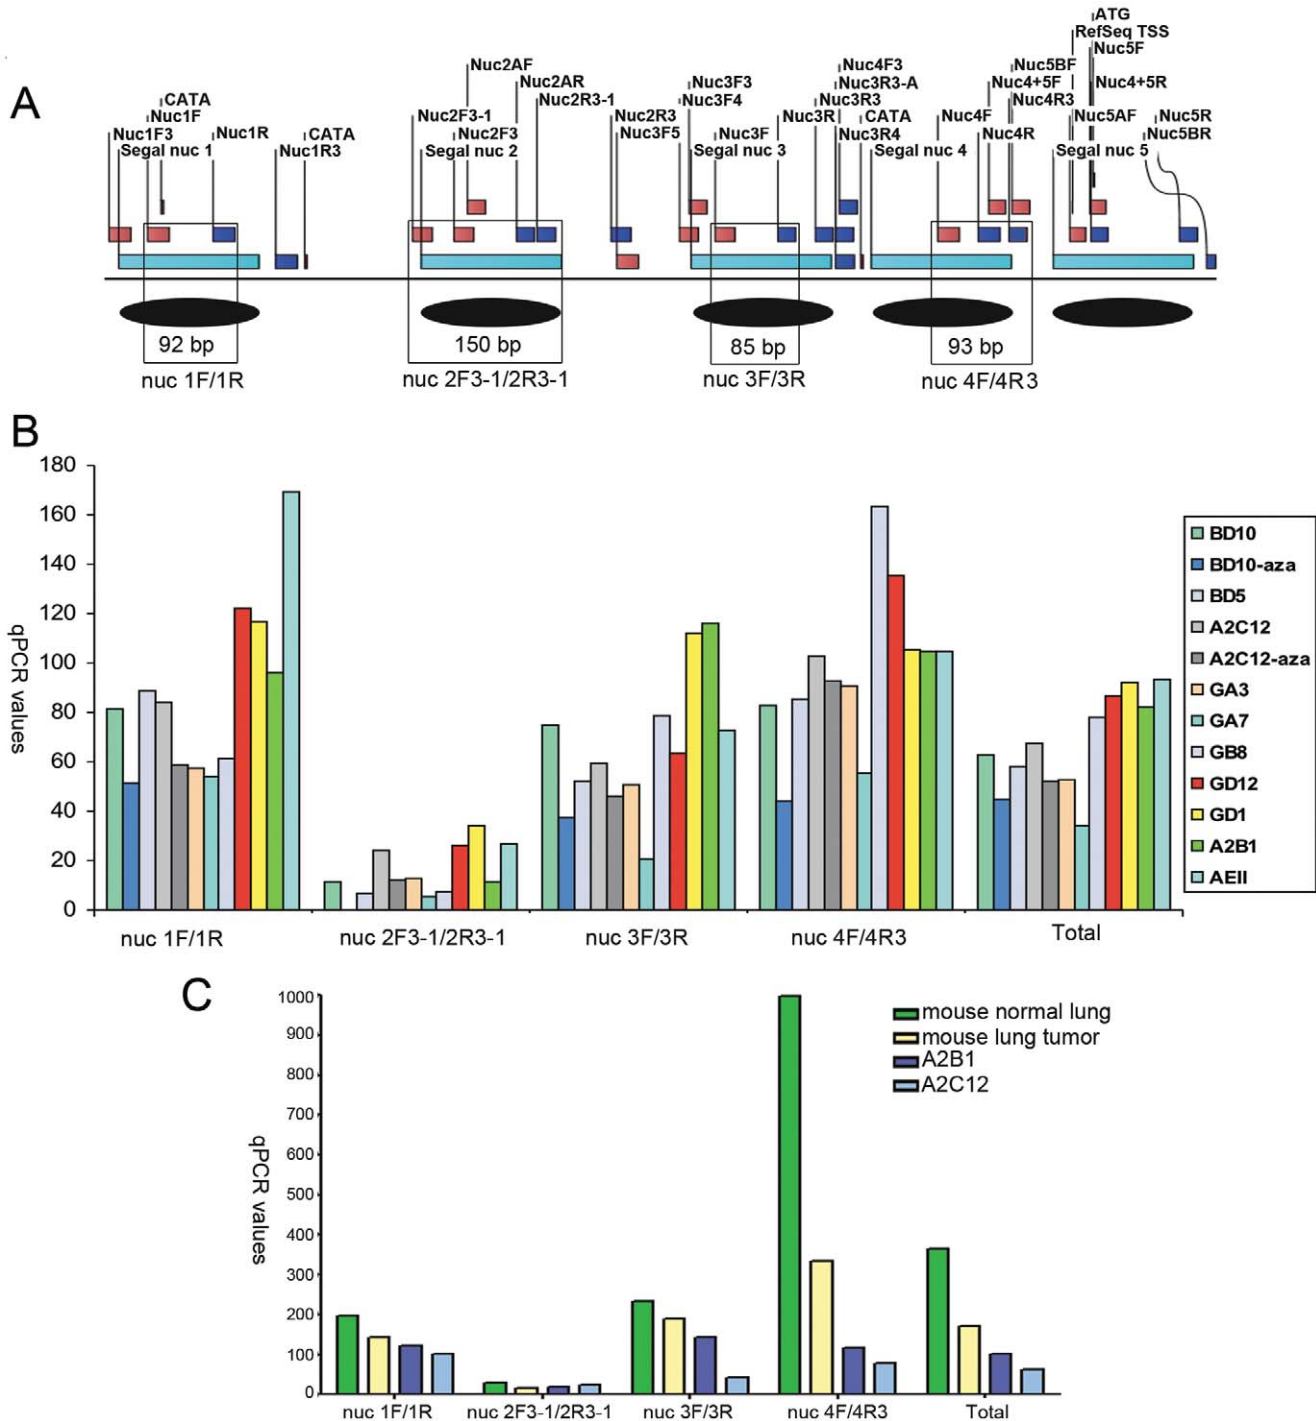 A
ATG
RefSeq TSS
Nuc2AF
Nuc4F3
Nuc5BF
Nuc5F
CATA
Nuc2AR
Nuc3F3
Nuc3R3-A
Nuc4+5F
Nuc4+5R
Nuc1F
Nuc2F3-1
Nuc2R3-1
Nuc2R3
Nuc3F4
Nuc3R
Nuc3R3
CATA
Nuc4F
Nuc4R3
Nuc5AF
Nuc5R
Nuc1F3
Nuc1R
CATA
Nuc2F3
Nuc3F5
Nuc3F
Nuc3R4
Nuc4R
Nuc5BR
Segal nuc 1
Nuc1R3
Segal nuc 2
Segal nuc 3
Segal nuc 4
Segal nuc 5
92 bp
150 bp
85 bp
93 bp
nuc 1F/1R
nuc 2F3-1/2R3-1
nuc 3F/3R
nuc 4F/4R3
B
qPCR values
180
160
140
120
100
80
60
40
20
0
nuc 1F/1R
nuc 2F3-1/2R3-1
nuc 3F/3R
nuc 4F/4R3
Total
BD10
BD10-aza
BD5
A2C12
A2C12-aza
GA3
GA7
GB8
GD12
GD1
A2B1
AEII
C
qPCR values
1000
900
800
700
600
500
400
300
200
100
0
mouse normal lung
mouse lung tumor
A2B1
A2C12
nuc 1F/1R
nuc 2F3-1/2R3-1
nuc 3F/3R
nuc 4F/4R3
Total